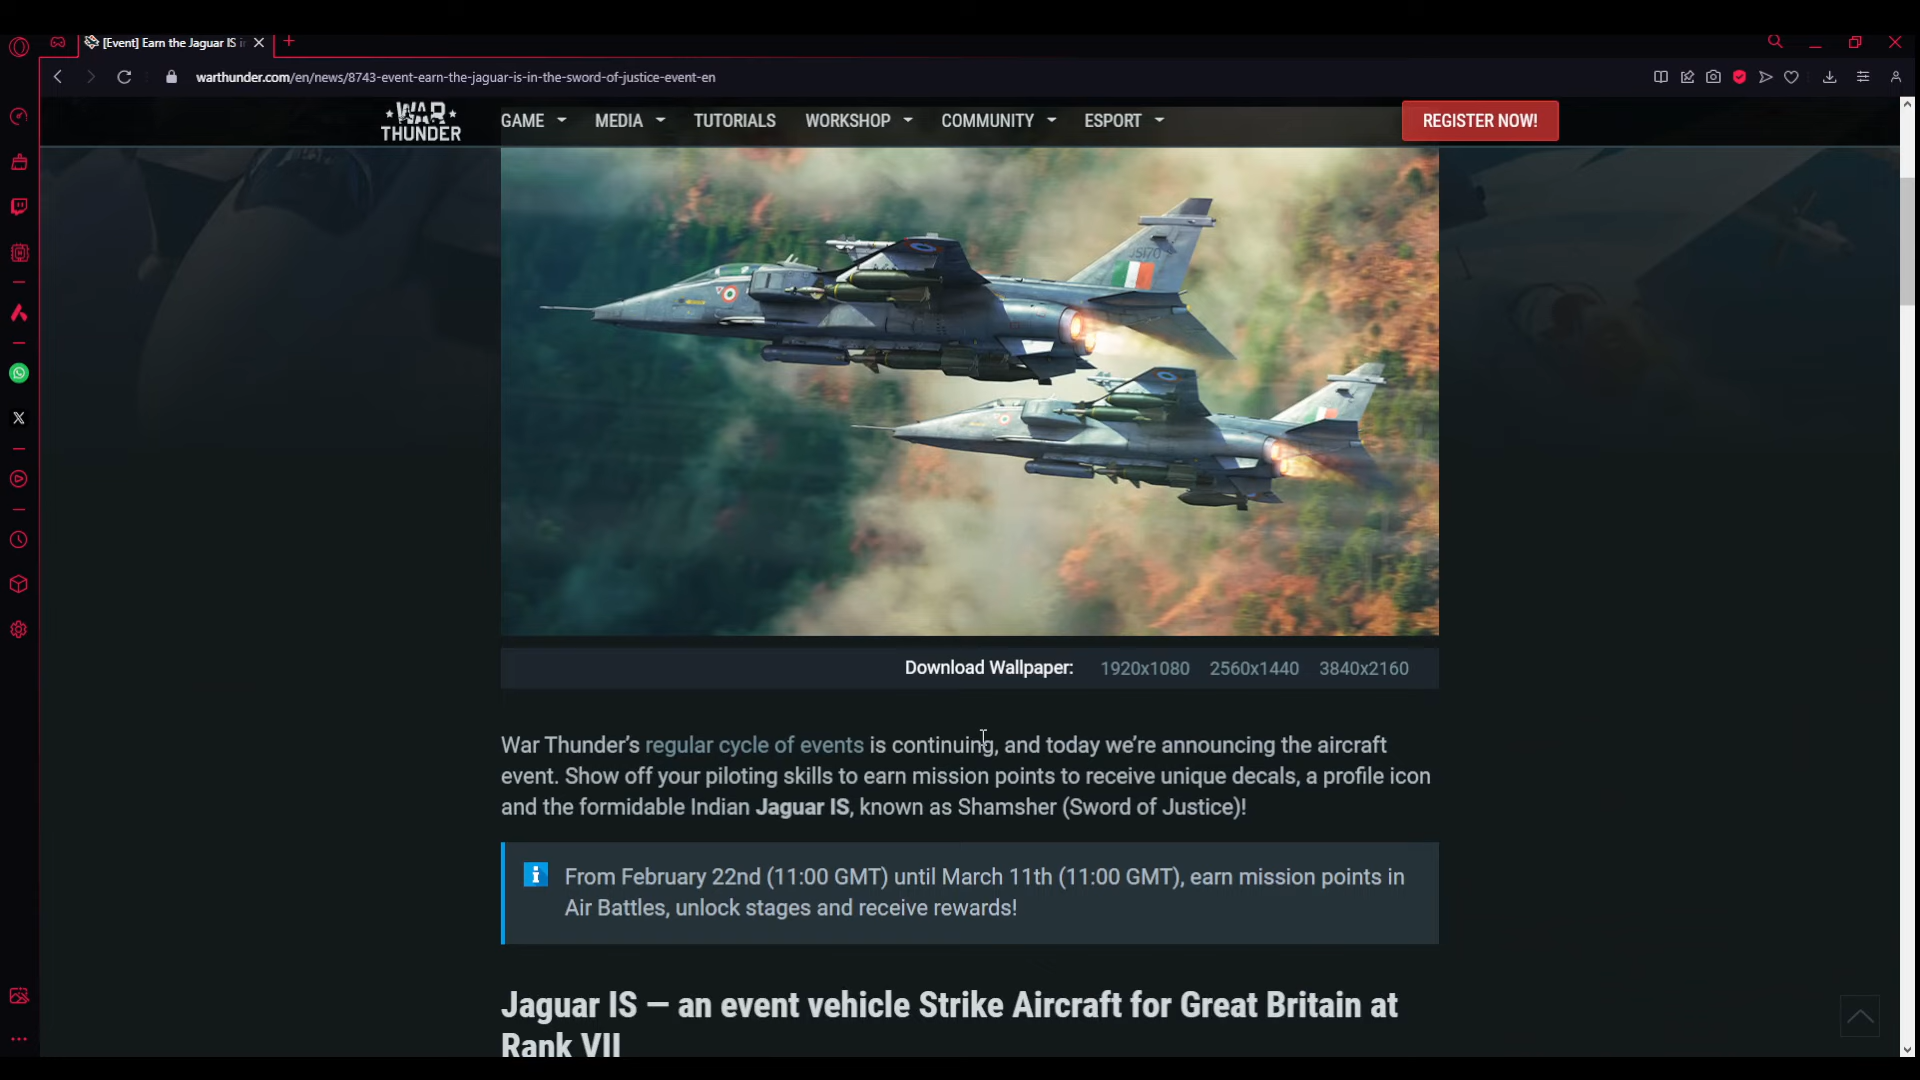 [Event] Earn the Jaguar IS in
warthunder.com/en/news/8743-event-earn-the-jaguar-is-in-the-sword-of-justice-event-en
WAR
THUNDER
GAME
MEDIA
TUTORIALS
WORKSHOP
COMMUNITY
ESPORT
REGISTER NOW!
Download Wallpaper: 1920x1080 2560x1440 3840x2160
War Thunder’s regular cycle of events is continuing, and today we’re announcing the aircraft
event. Show off your piloting skills to earn mission points to receive unique decals, a profile icon
and the formidable Indian Jaguar IS, known as Shamsher (Sword of Justice)!
From February 22nd (11:00 GMT) until March 11th (11:00 GMT), earn mission points in
Air Battles, unlock stages and receive rewards!
Jaguar IS — an event vehicle Strike Aircraft for Great Britain at
Rank VII